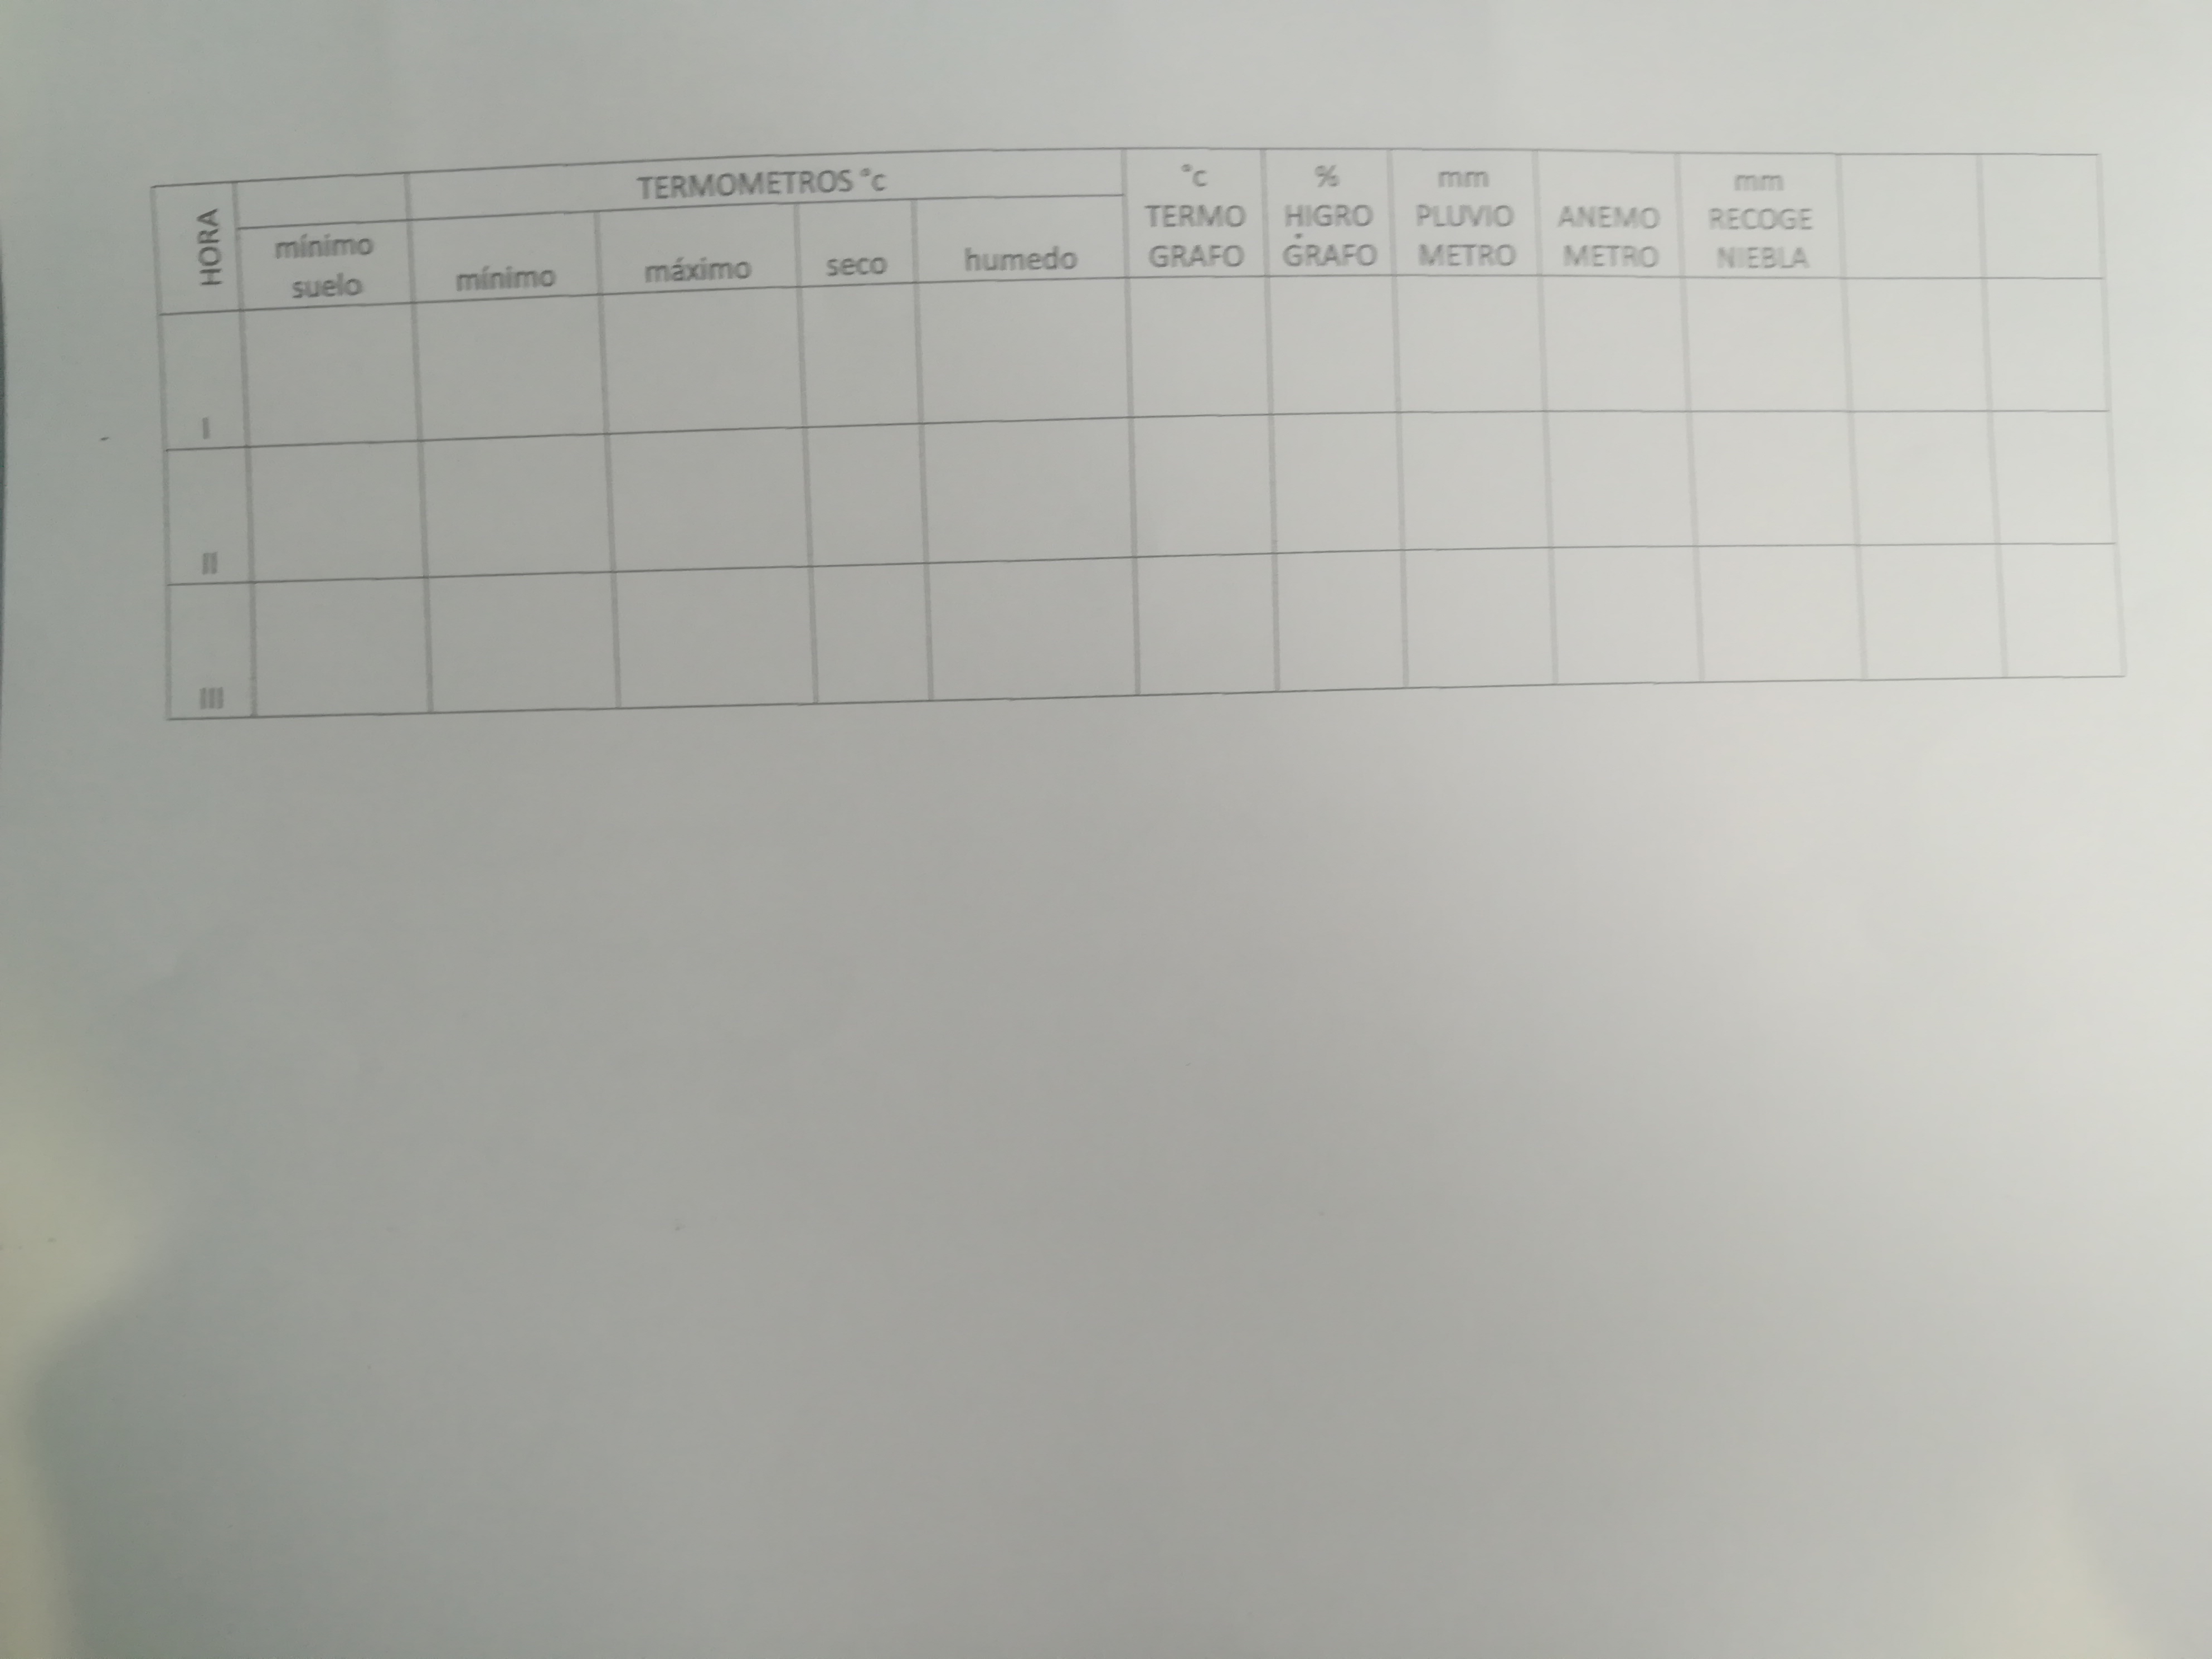 HORA
TERMOMETROS °c
mínimo
suelo
mínimo
máximo
seco
humedo
°c
TERMO
GRAFO
%
HIGRO
GRAFO
mm
PLUVIO
METRO
ANEMO
METRO
mm
RECOGE
NIEBLA
I
II
III